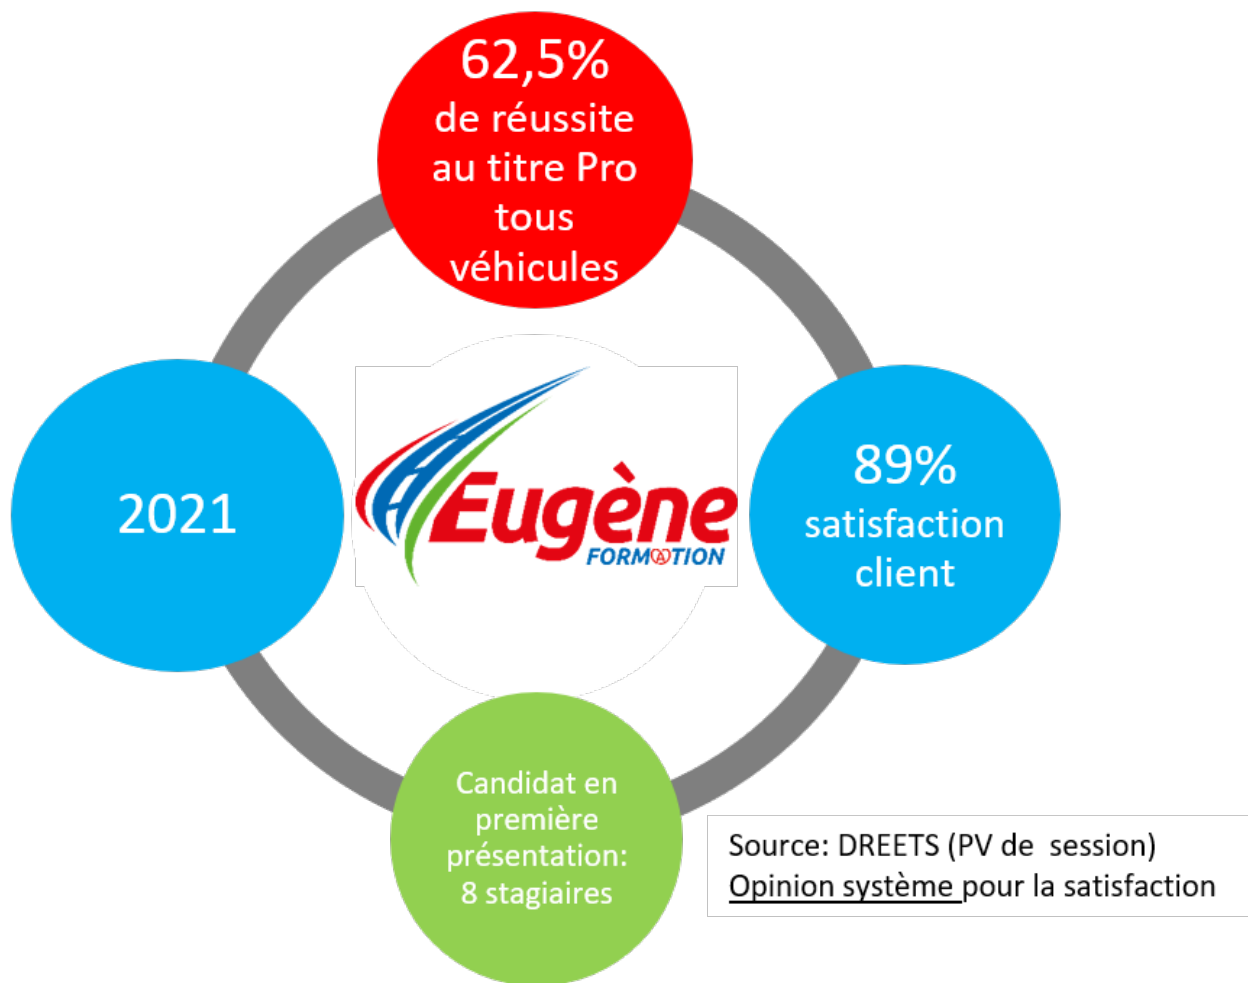 62,5%
de réussite
au titre Pro
tous
véhicules
2021
Eugène
FORMATION
89%
satisfaction
client
Candidat en
première
présentation:
8 stagiaires
Source: DREETS (PV de  session)
Opinion système pour la satisfaction